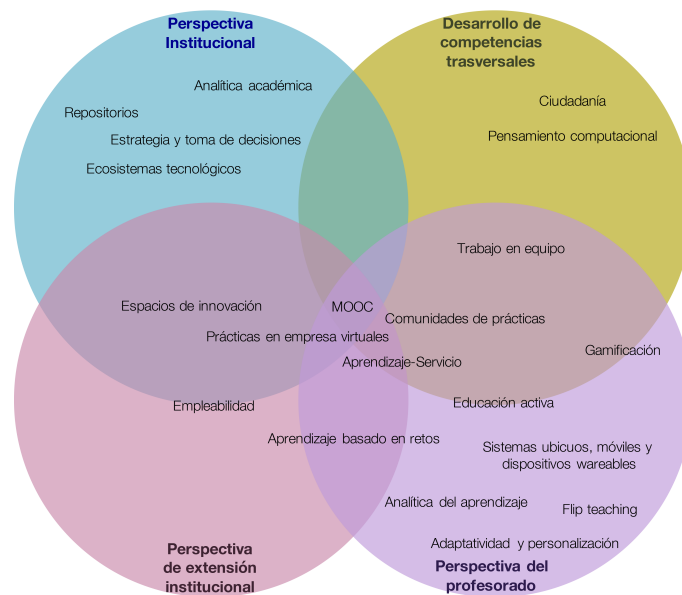 Perspectiva
Institucional
Desarrollo de
competencias
trasversales
Analítica académica
Repositorios
Ciudadanía
Estrategia y toma de decisiones
Pensamiento computacional
Ecosistemas tecnológicos
Trabajo en equipo
Espacios de innovación
MOOC
Comunidades de prácticas
Prácticas en empresa virtuales
Gamificación
Aprendizaje-Servicio
Empleabilidad
Educación activa
Aprendizaje basado en retos
Sistemas ubicuos, móviles y
dispositivos wareables
Analítica del aprendizaje
Flip teaching
Adaptatividad y personalización
Perspectiva
de extensión
institucional
Perspectiva del
profesorado